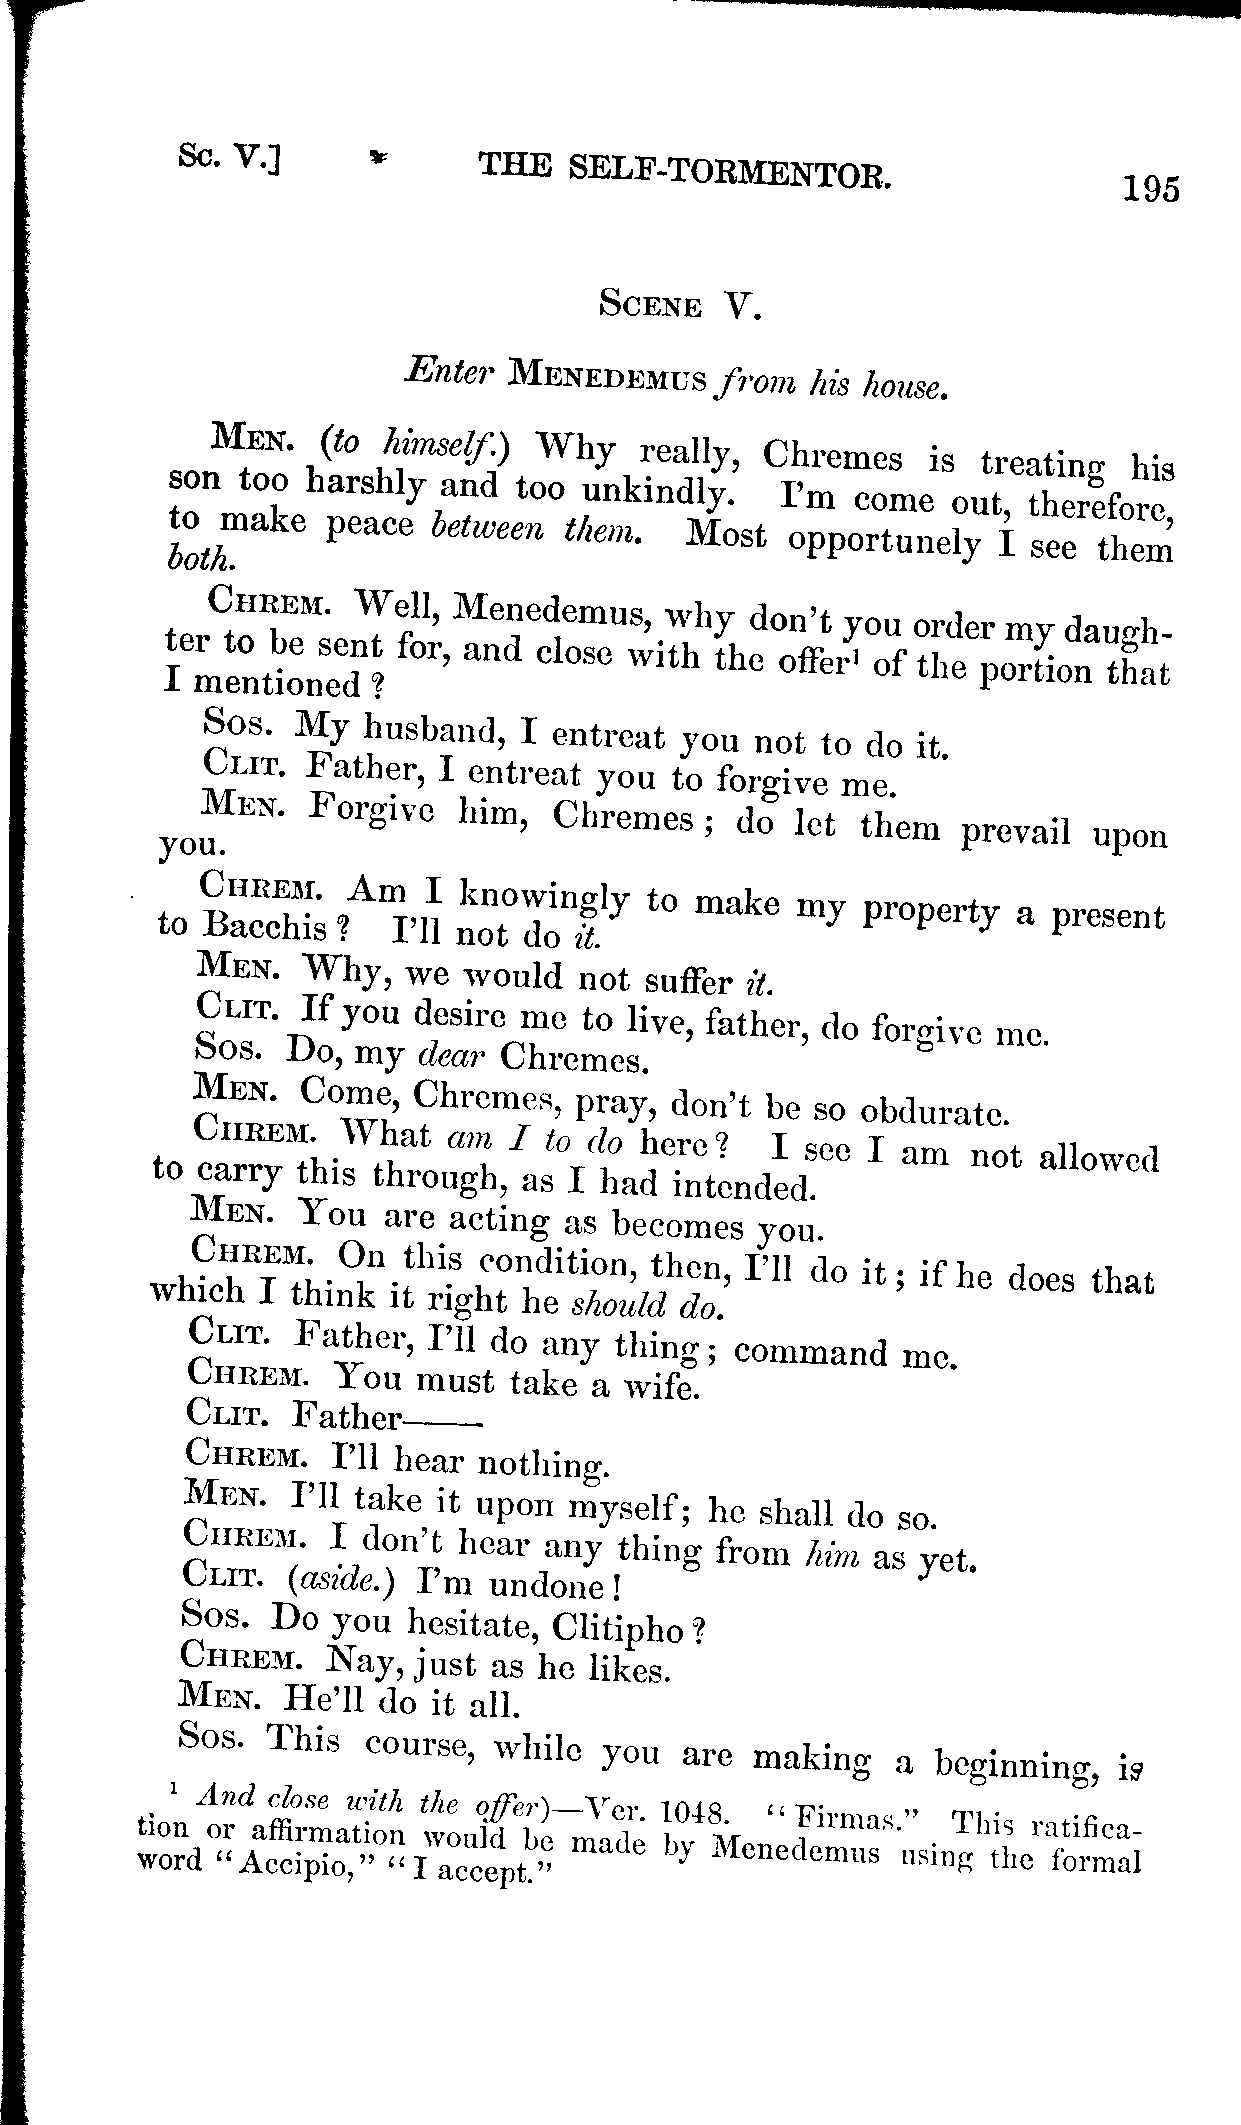 Sc. V.] THE SELF-TORMENTOR. 195
Scene V.
Enter Menedemus from his house.
Men. (to himself.) Why really, Chremes is treating his
son too harshly and too unkindly. I'm come out, therefore,
to make peace between them. Most opportunely I see them
both.
Chrem. Well, Menedemus, why don't you order my daugh-
ter to be sent for, and close with the offer¹ of the portion that
I mentioned?
Sos. My husband, I entreat you not to do it.
Clit. Father, I entreat you to forgive me.
Men. Forgive him, Chremes; do let them prevail upon
you.
Chrem. Am I knowingly to make my property a present
to Bacchis? I'll not do it.
Men. Why, we would not suffer it.
Clit. If you desire me to live, father, do forgive me.
Sos. Do, my dear Chremes.
Men. Come, Chremes, pray, don't be so obdurate.
Chrem. What am I to do here? I see I am not allowed
to carry this through, as I had intended.
Men. You are acting as becomes you.
Chrem. On this condition, then, I'll do it; if he does that
which I think it right he should do.
Clit. Father, I'll do any thing; command me.
Chrem. You must take a wife.
Clit. Father——
Chrem. I'll hear nothing.
Men. I'll take it upon myself; he shall do so.
Chrem. I don't hear any thing from him as yet.
Clit. (aside.) I'm undone!
Sos. Do you hesitate, Clitipho?
Chrem. Nay, just as he likes.
Men. He'll do it all.
Sos. This course, while you are making a beginning, is
¹ And close with the offer)—Ver. 1048. "Firmas." This ratifica-
tion or affirmation would be made by Menedemus using the formal
word "Accipio," "I accept."